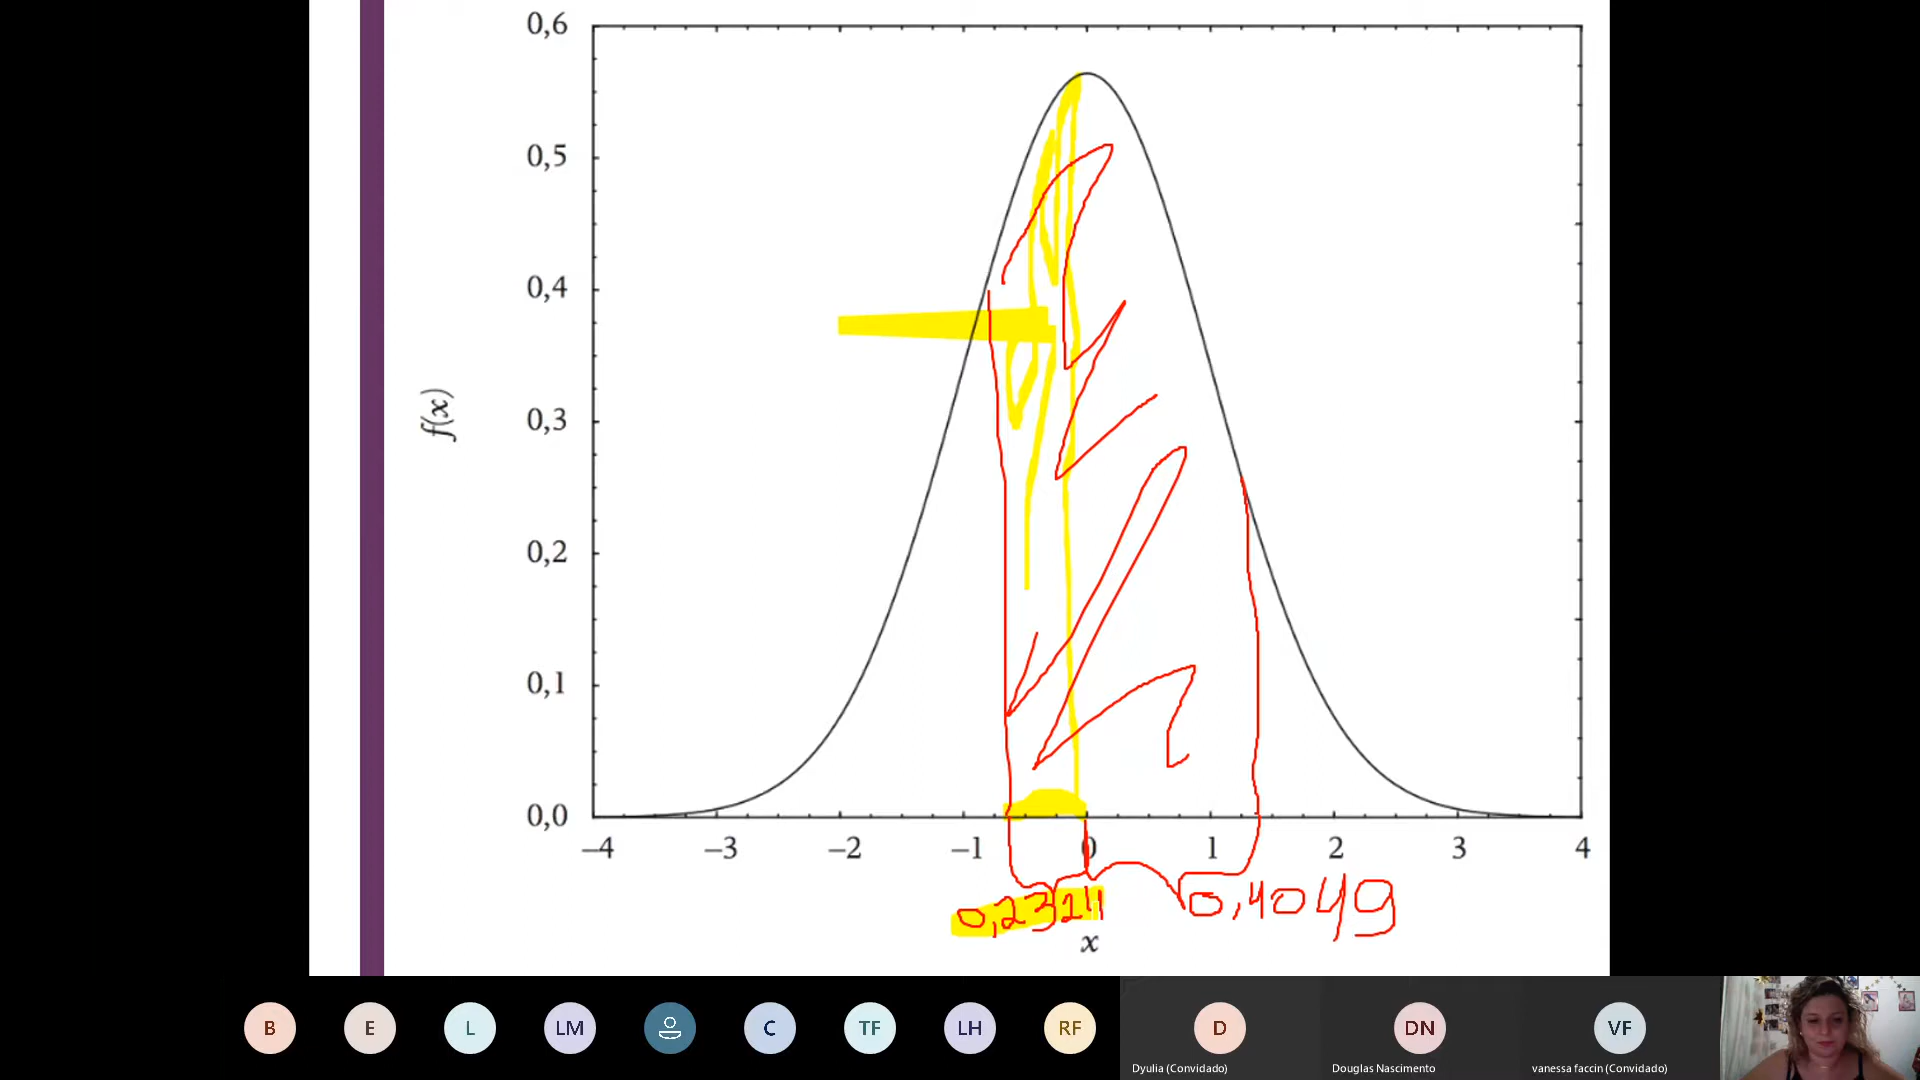 0,6
0,5
0,4
f(x)
0,3
0,2
0,1
0,0
−4 −3 −2 −1 0 1 2 3 4
0,4049
x
B E L LM C TF LH RF D DN VF
Dyulia (Convidado) Douglas Nascimento vanessa faccin (Convidado)